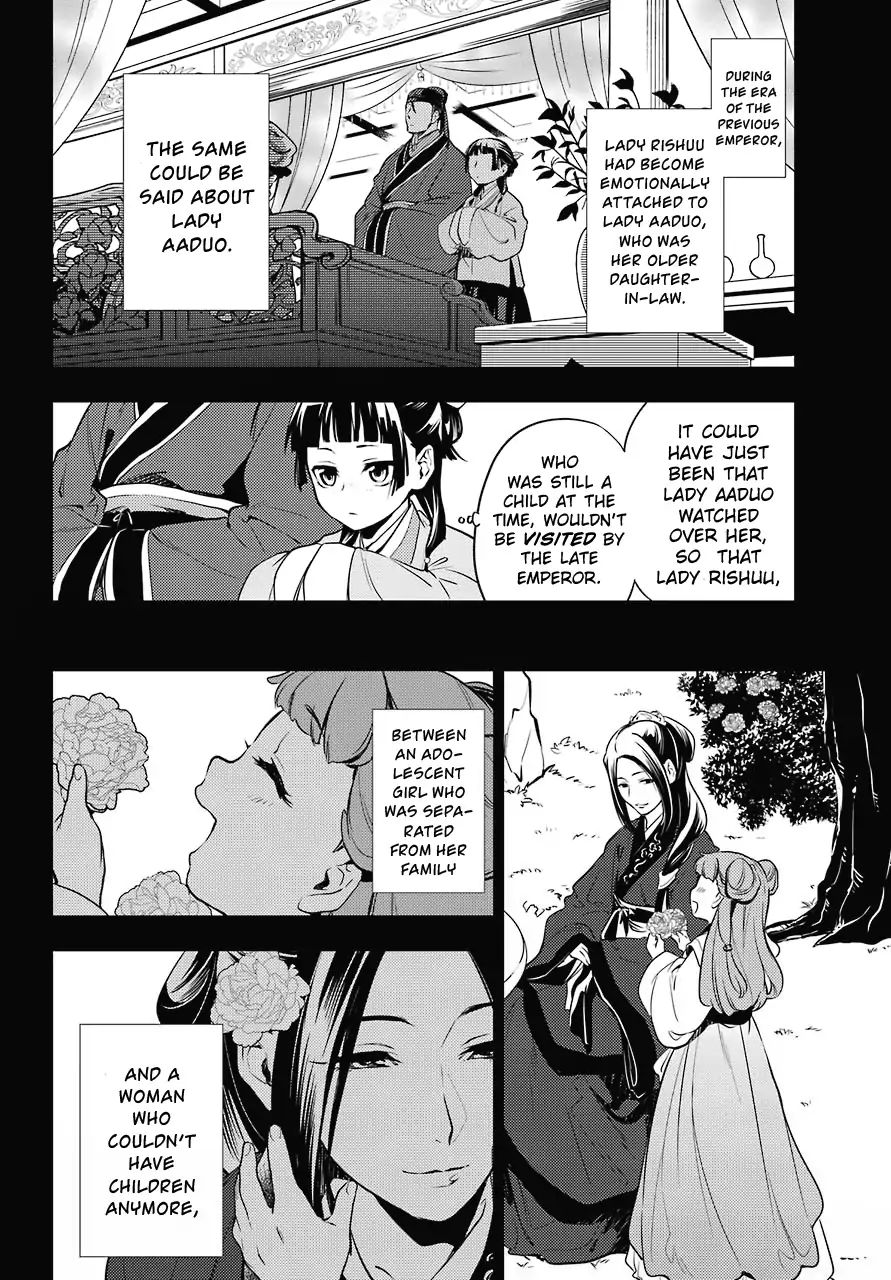 DURING
THE ERA
OF THE
PREVIOUS
EMPEROR,
LADY RISHUU
HAD BECOME
EMOTIONALLY
ATTACHED TO
LADY AADUO,
WHO WAS
HER OLDER
DAUGHTER-
IN-LAW.
THE SAME
COULD BE
SAID ABOUT
LADY
AADUO.
IT COULD
HAVE JUST
BEEN THAT
LADY AADUO
WATCHED
OVER HER,
SO THAT
LADY RISHUU,
WHO
WAS STILL A
CHILD AT THE
TIME, WOULDN'T
BE VISITED BY
THE LATE
EMPEROR.
BETWEEN
AN ADO-
LESCENT
GIRL WHO
WAS SEPA-
RATED
FROM HER
FAMILY
AND A
WOMAN
WHO
COULDN'T
HAVE
CHILDREN
ANYMORE,